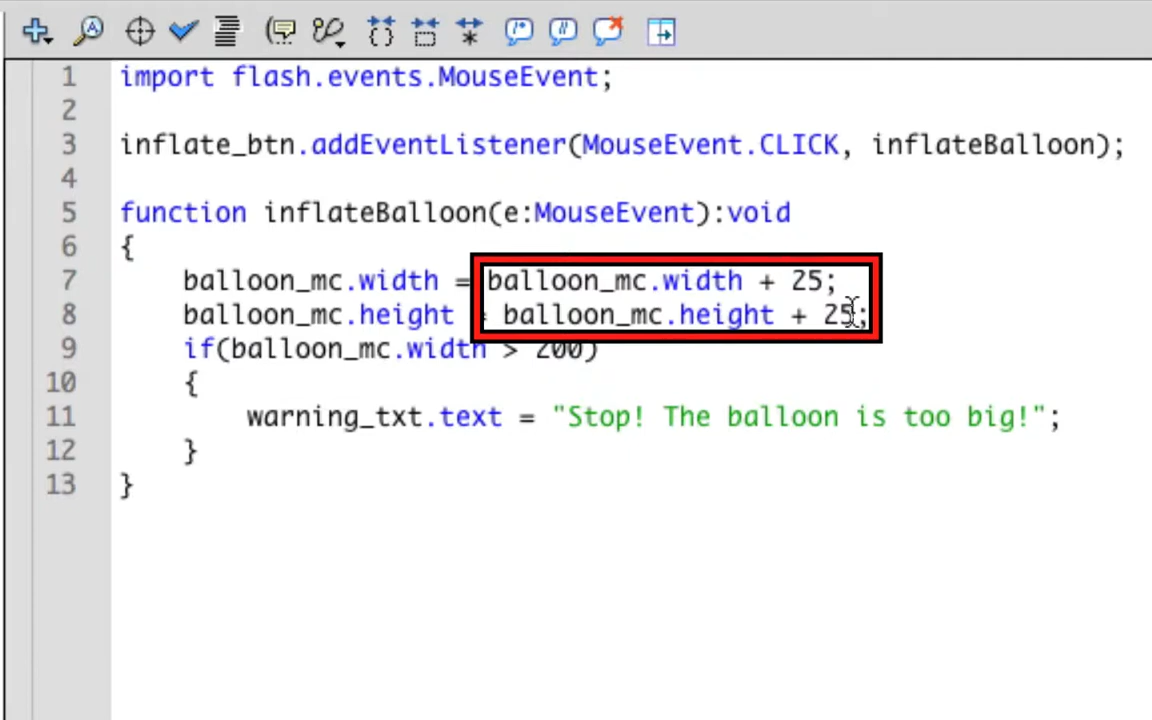 1 import flash.events.MouseEvent;
2
3 inflate_btn.addEventListener(MouseEvent.CLICK, inflateBalloon);
4
5 function inflateBalloon(e:MouseEvent):void
6 {
7 balloon_mc.width = balloon_mc.width + 25;
8 balloon_mc.height = balloon_mc.height + 25;
9 if(balloon_mc.width > 200)
10 {
11 warning_txt.text = "Stop! The balloon is too big!";
12 }
13 }